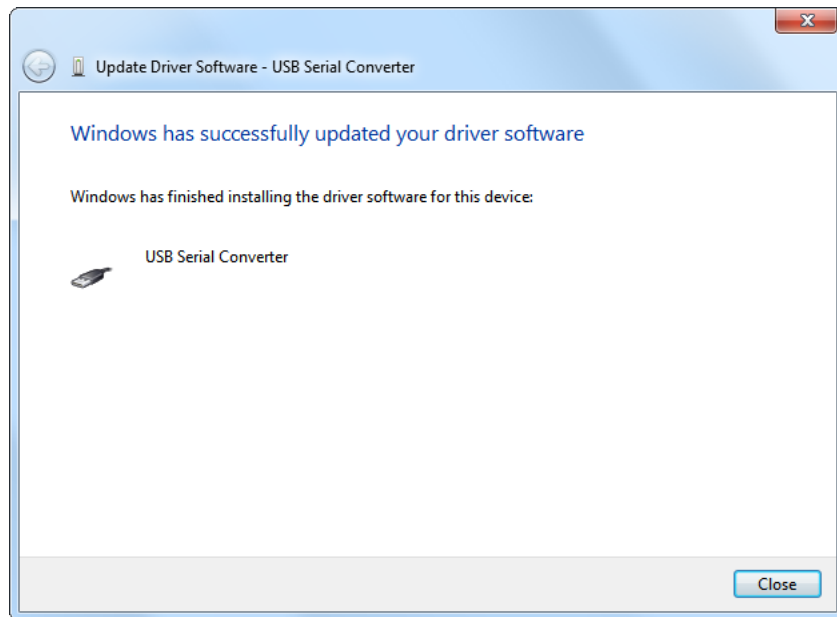 Update Driver Software - USB Serial Converter
Windows has successfully updated your driver software
Windows has finished installing the driver software for this device:
USB Serial Converter
Close